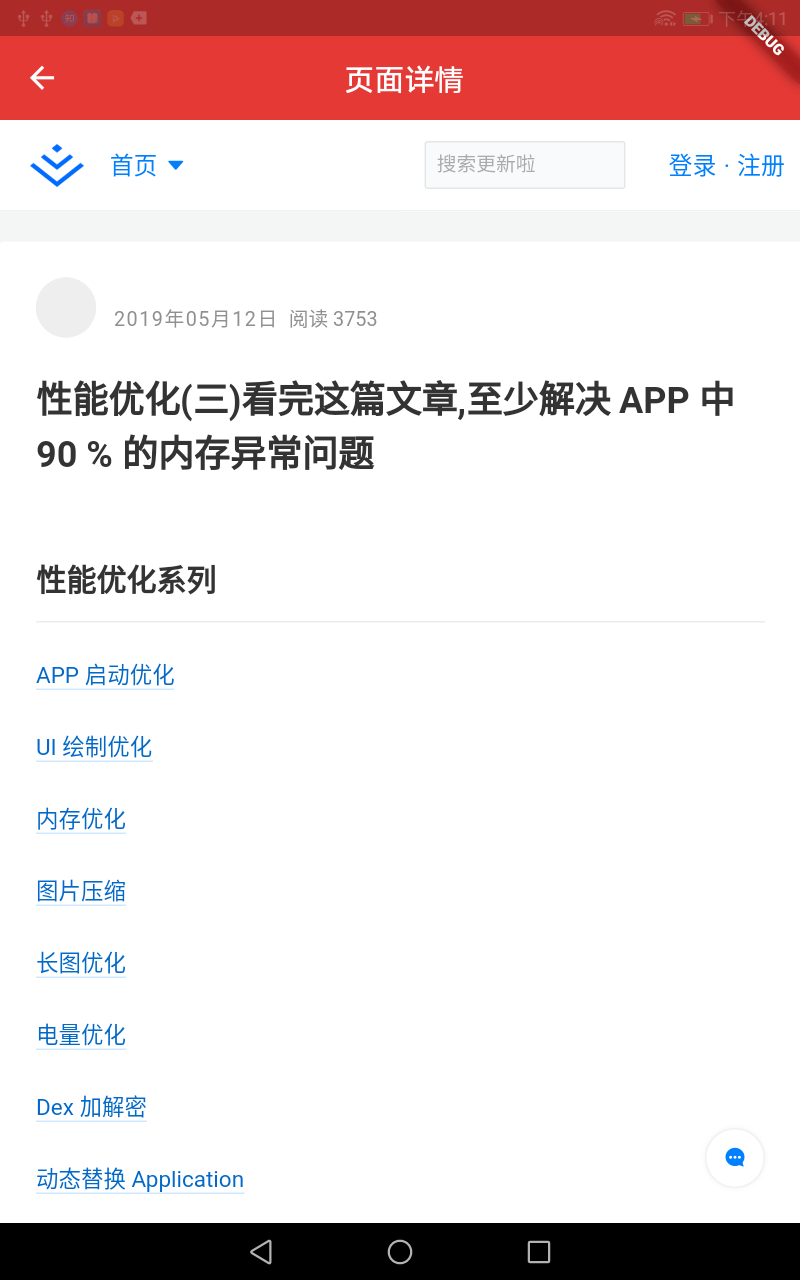 下午4:11
DEBUG
页面详情
首页
搜索更新啦
登录 · 注册
2019年05月12日 阅读 3753
性能优化(三)看完这篇文章,至少解决 APP 中
90 % 的内存异常问题
性能优化系列
APP 启动优化
UI 绘制优化
内存优化
图片压缩
长图优化
电量优化
Dex 加解密
动态替换 Application